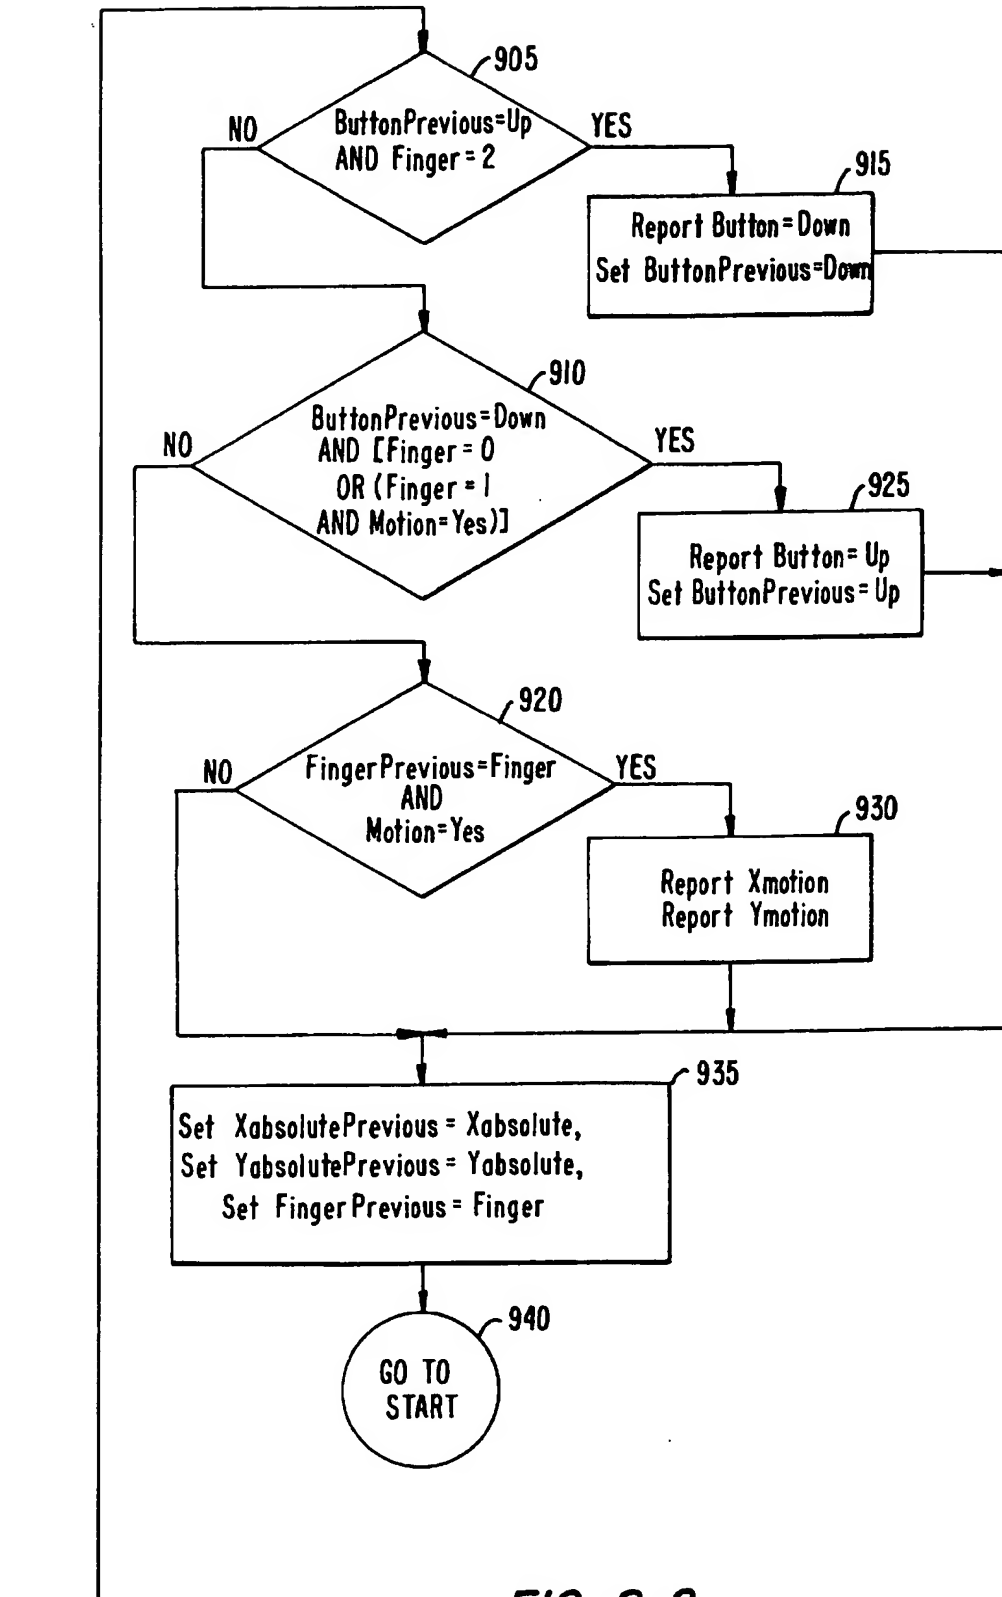 905
ButtonPrevious=Up
AND Finger=2
NO
YES
915
Report Button=Down
Set ButtonPrevious=Down
910
ButtonPrevious=Down
AND [Finger=0
OR (Finger=1
AND Motion=Yes)]
NO
YES
925
Report Button=Up
Set ButtonPrevious=Up
920
FingerPrevious=Finger
AND
Motion=Yes
NO
YES
930
Report Xmotion
Report Ymotion
935
Set XabsolutePrevious=Xabsolute,
Set YabsolutePrevious=Yabsolute,
Set FingerPrevious=Finger
940
GO TO
START